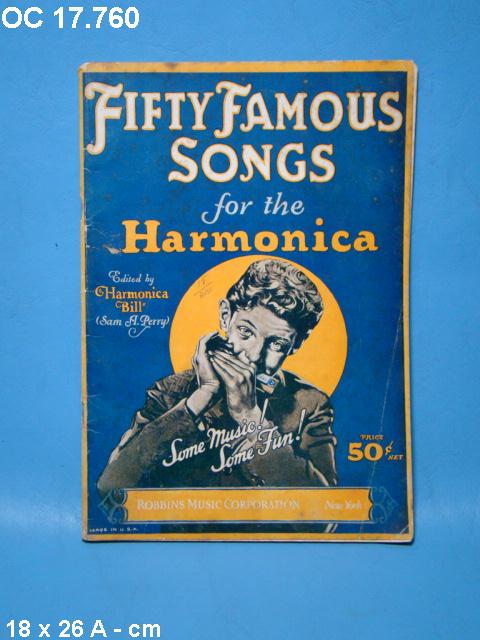 OC 17.760
FIFTY FAMOUS
SONGS
for the
Harmonica
Edited by
"Harmonica
Bill"
(Sam A. Perry)
Some Music!
Some Fun!
PRICE
50¢
NET
ROBBINS MUSIC CORPORATION New York
MADE IN U.S.A.
18 x 26 A - cm